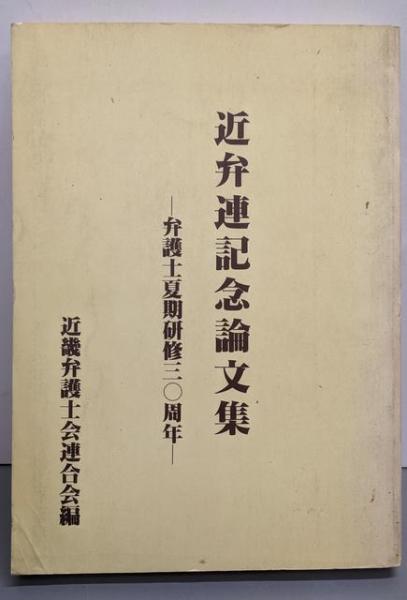 近弁連記念論文集
―弁護士夏期研修三〇周年―
近畿弁護士会連合会編